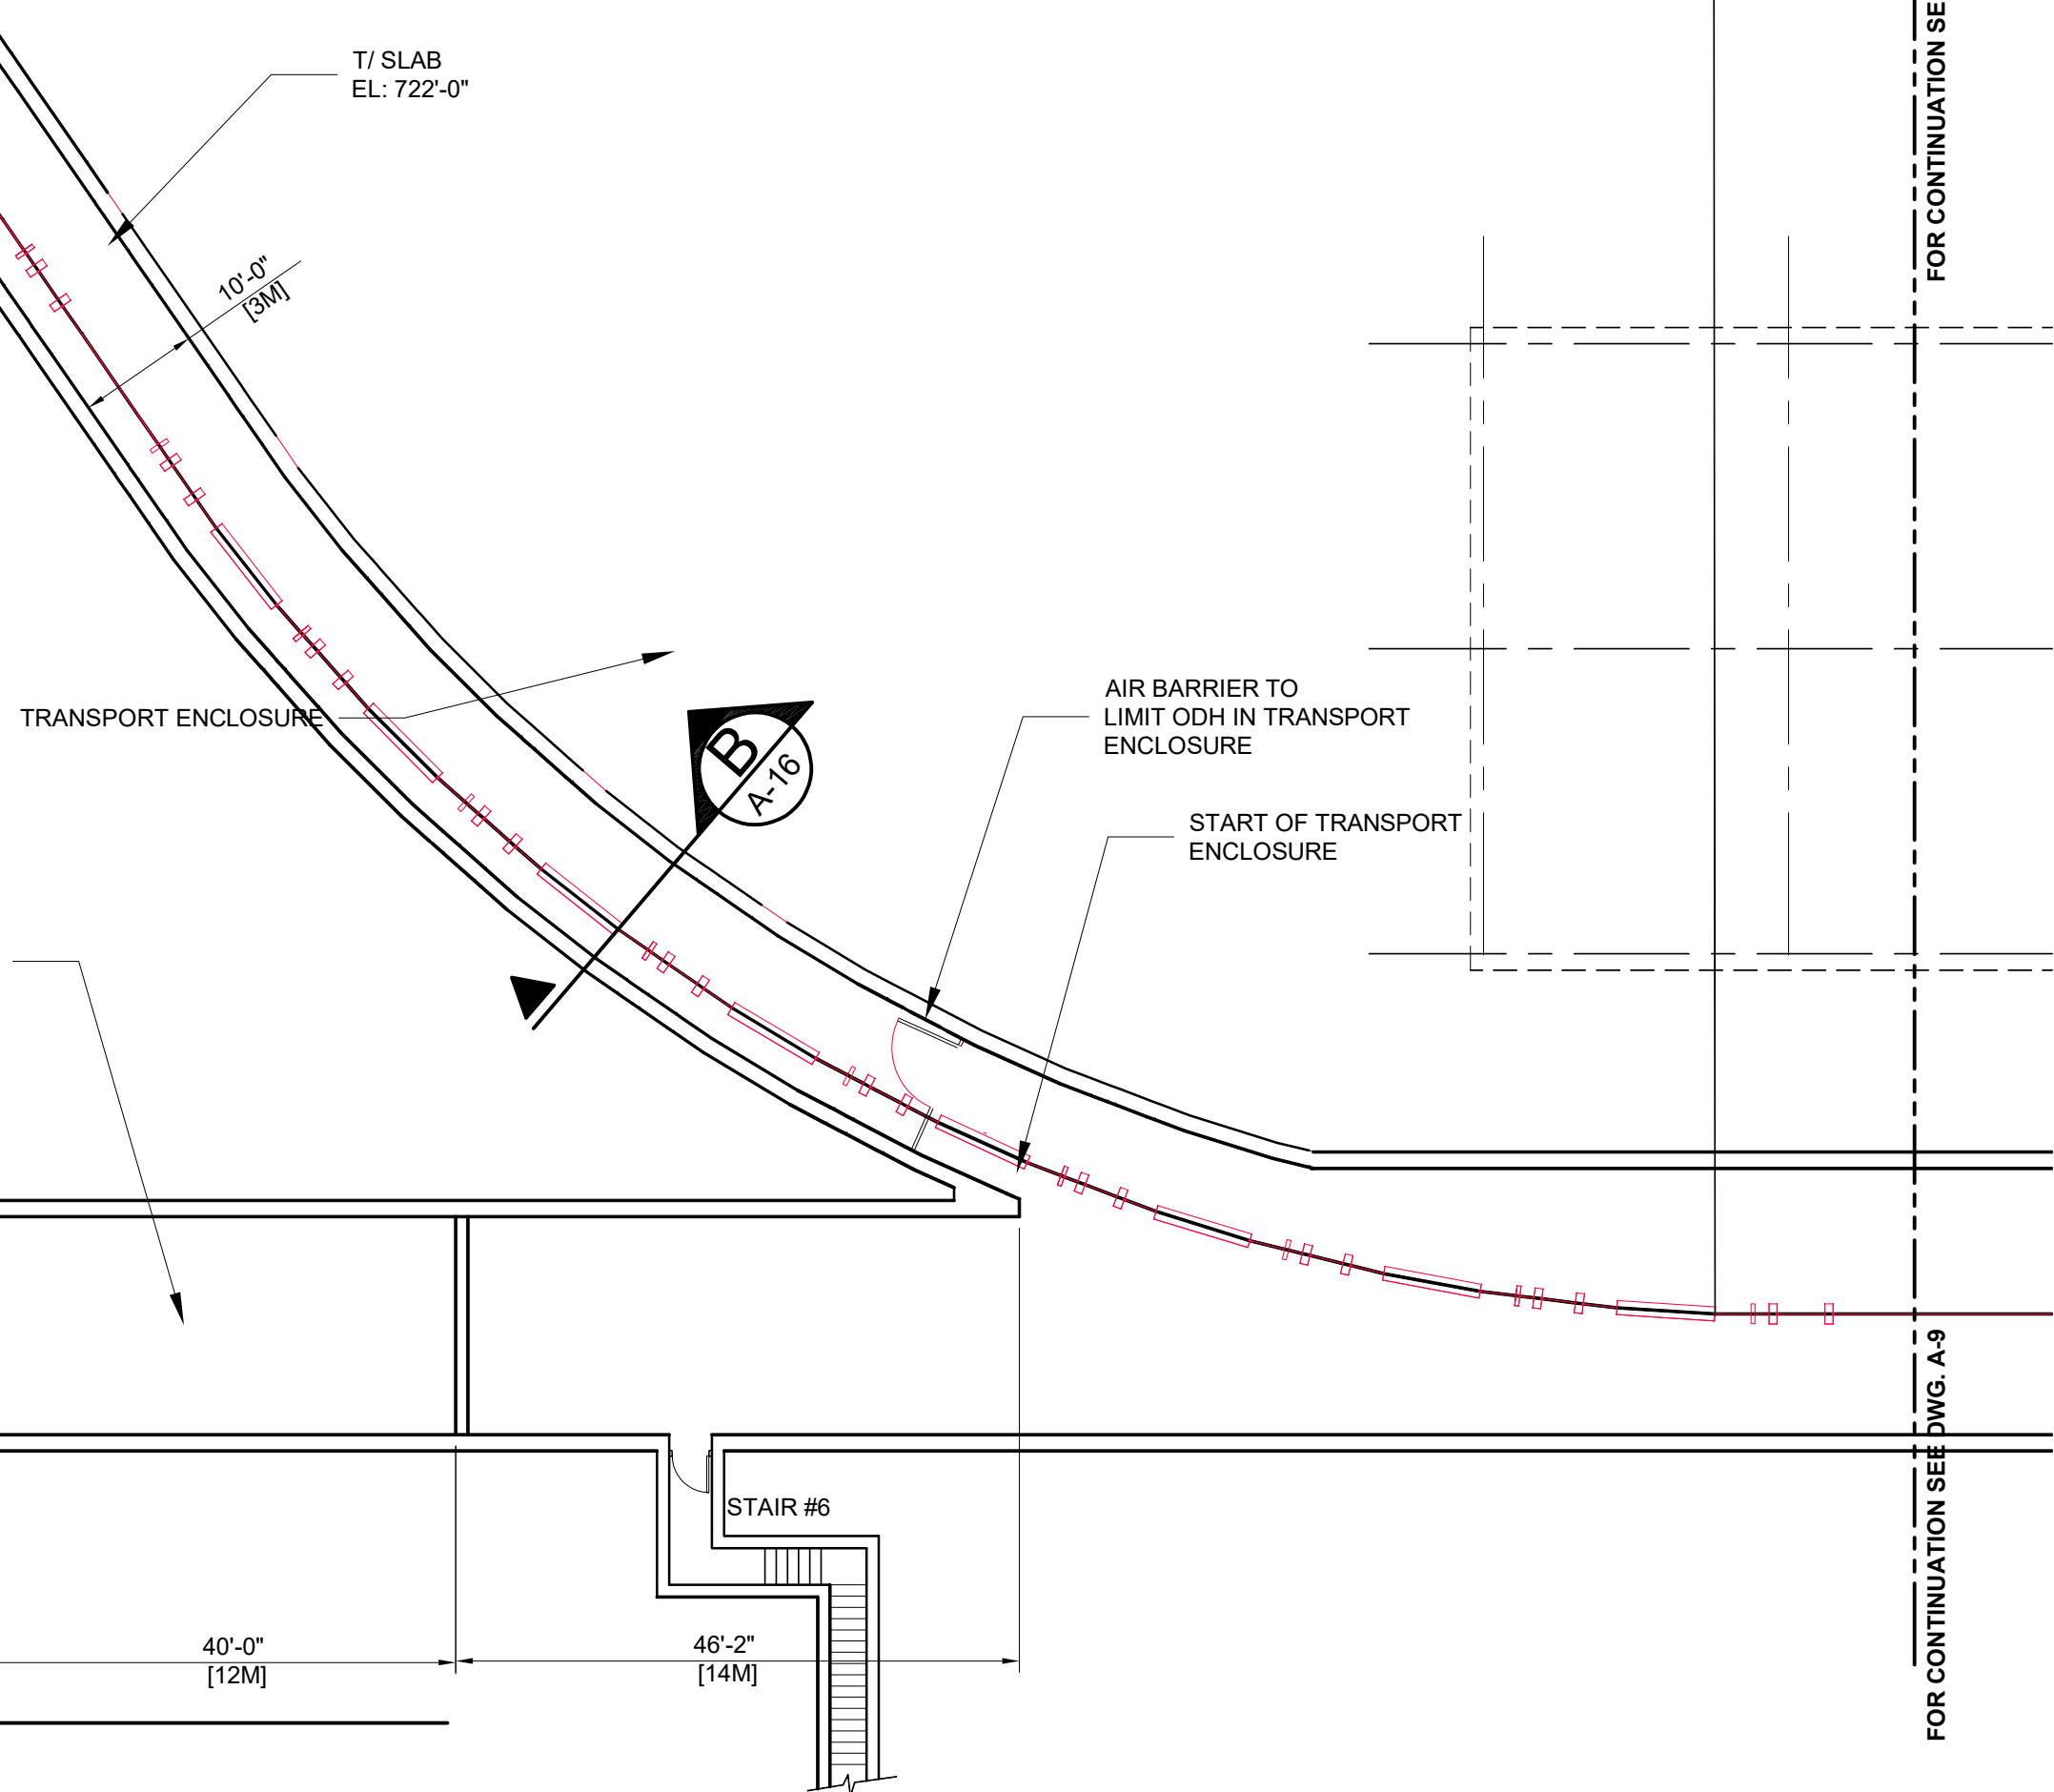 T/ SLAB
EL: 722'-0"
FOR CONTINUATION SE
10'-0"
[3M]
TRANSPORT ENCLOSURE
B
A-16
AIR BARRIER TO
LIMIT ODH IN TRANSPORT
ENCLOSURE
START OF TRANSPORT
ENCLOSURE
STAIR #6
40'-0"
[12M]
46'-2"
[14M]
FOR CONTINUATION SEE DWG. A-9